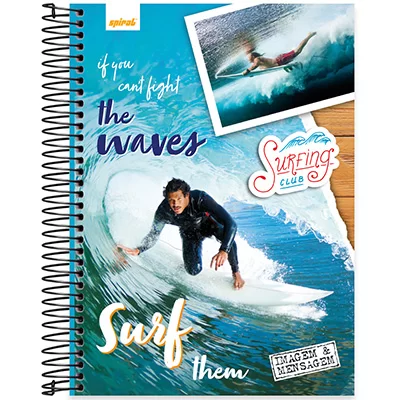 spiral
if you
cant fight
the
waves
SURFING
CLUB
Surf
them
IMAGEM &
MENSAGEM